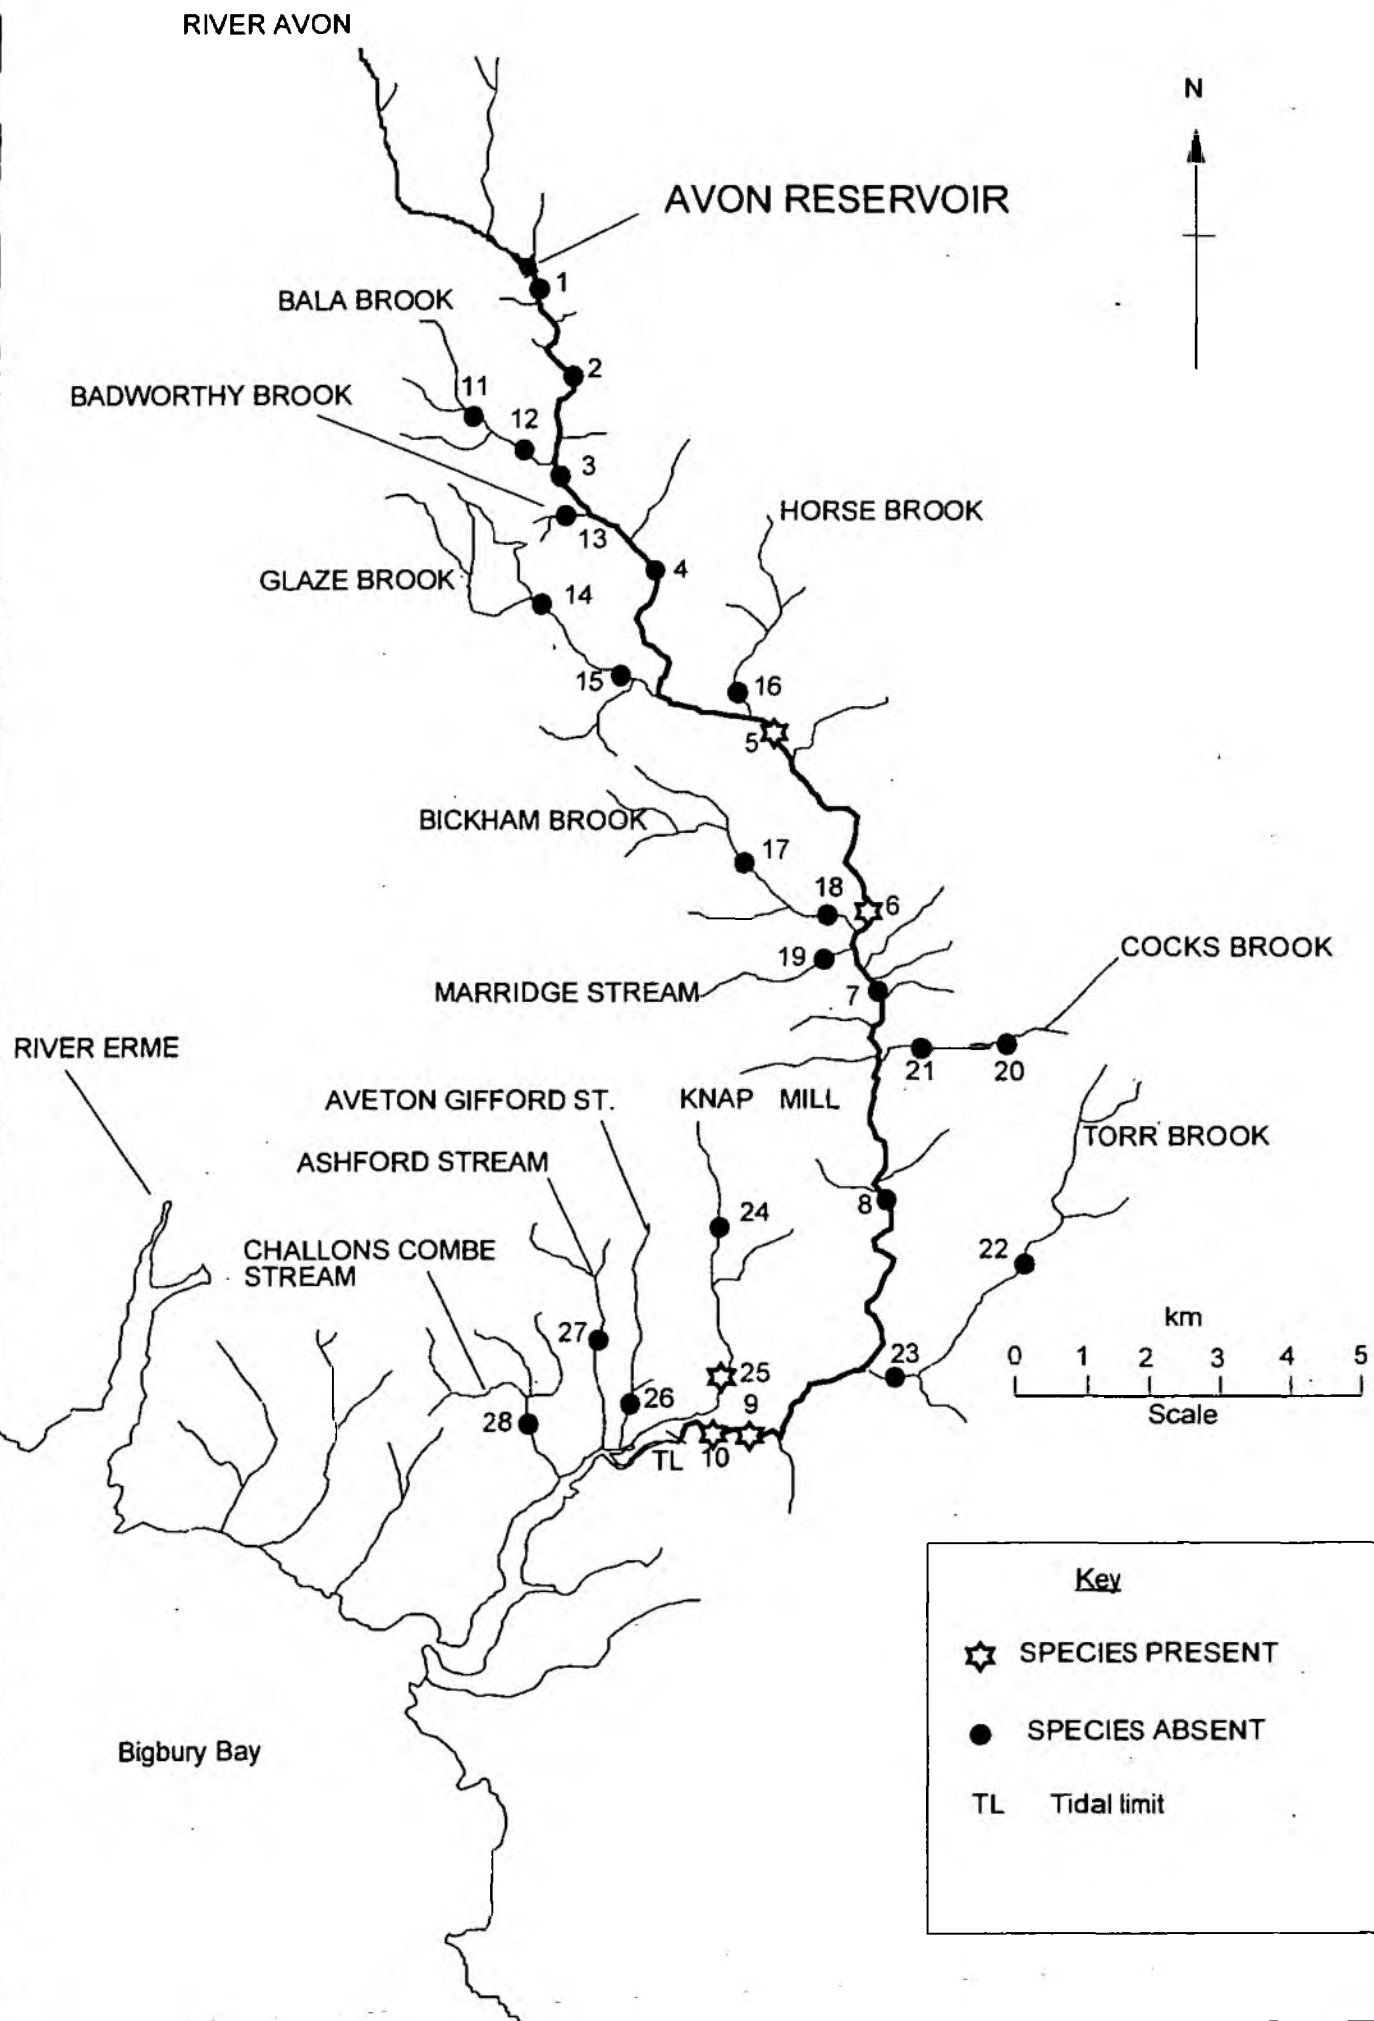 RIVER AVON
N
AVON RESERVOIR
1
BALA BROOK
2
11
BADWORTHY BROOK
12
3
HORSE BROOK
13
4
GLAZE BROOK
14
15
16
5
BICKHAM BROOK
17
18
6
19
COCKS BROOK
MARRIDGE STREAM
7
RIVER ERME
21
20
AVETON GIFFORD ST.
KNAP MILL
TORR BROOK
ASHFORD STREAM
8
24
CHALLONS COMBE
STREAM
22
km
27
23
0 1 2 3 4 5
25
26
9
Scale
28
TL
10
Key
SPECIES PRESENT
SPECIES ABSENT
Bigbury Bay
TL Tidal limit